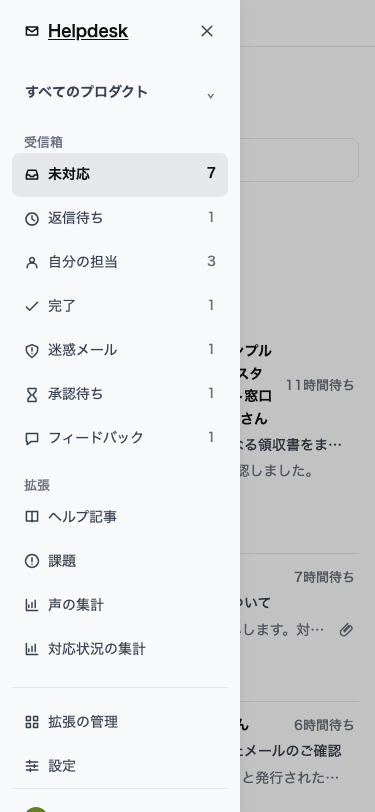 Helpdesk
すべてのプロダクト
受信箱
未対応 7
返信待ち 1
自分の担当 3
完了 1
迷惑メール 1
承認待ち 1
フィードバック 1
拡張
ヘルプ記事
課題
声の集計
対応状況の集計
拡張の管理
設定
ンプル
スタ
窓口
さん
11時間待ち
なる領収書をま…
認しました。
7時間待ち
ついて
します。対…
ん
6時間待ち
たメールのご確認
と発行された…